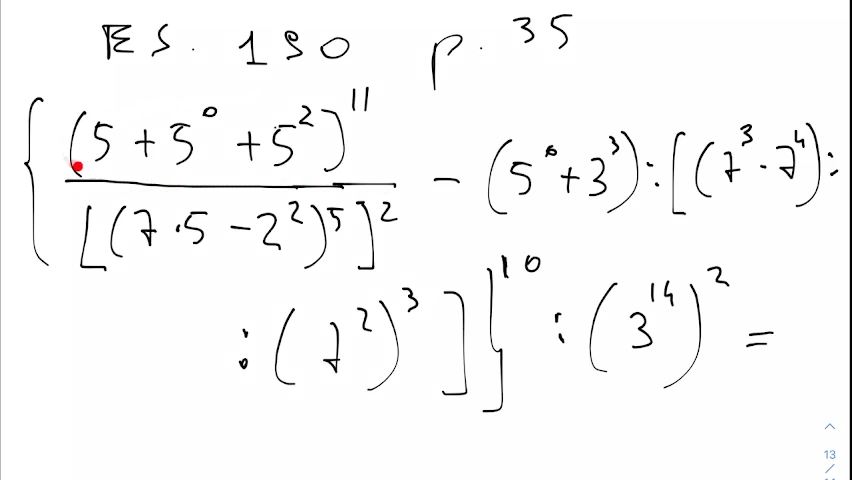 ES. 190 p. 35
{ (5 + 5⁰ + 5²)¹¹ / [(7·5 − 2²)⁵]² − (5⁰ + 3³) : [(7³ · 7⁴) :
: (7²)³ ] }¹⁰ : (3¹⁴)² =
13
/